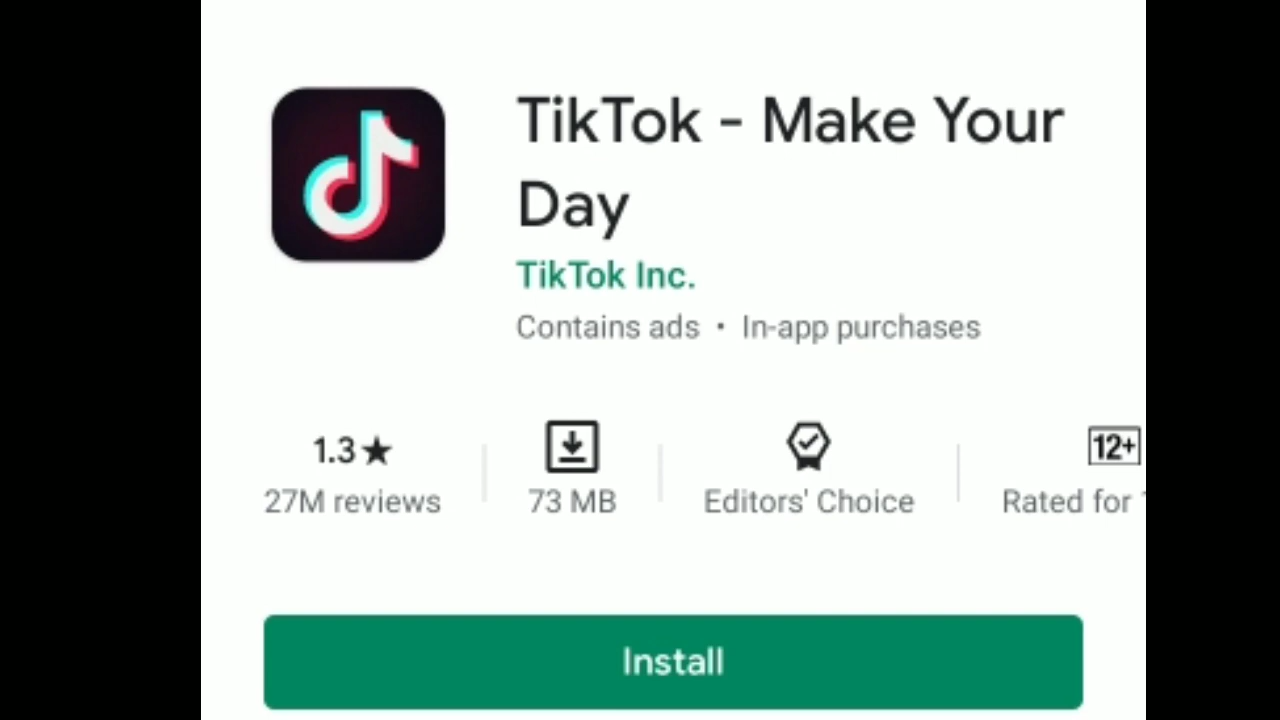 TikTok - Make Your
Day
TikTok Inc.
Contains ads • In-app purchases
1.3★
27M reviews
73 MB
Editors' Choice
12+
Rated for
Install